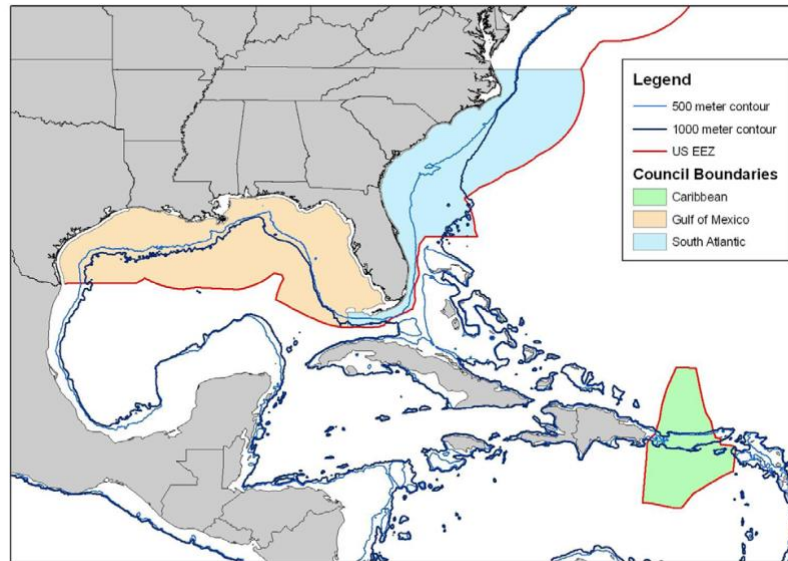 Legend
500 meter contour
1000 meter contour
US EEZ
Council Boundaries
Caribbean
Gulf of Mexico
South Atlantic